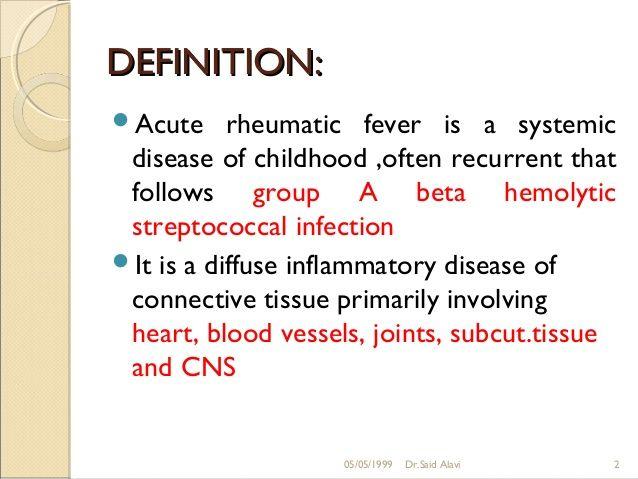 DEFINITION:
Acute rheumatic fever is a systemic
disease of childhood ,often recurrent that
follows group A beta hemolytic
streptococcal infection
It is a diffuse inflammatory disease of
connective tissue primarily involving
heart, blood vessels, joints, subcut.tissue
and CNS
05/05/1999 Dr.Said Alavi 2